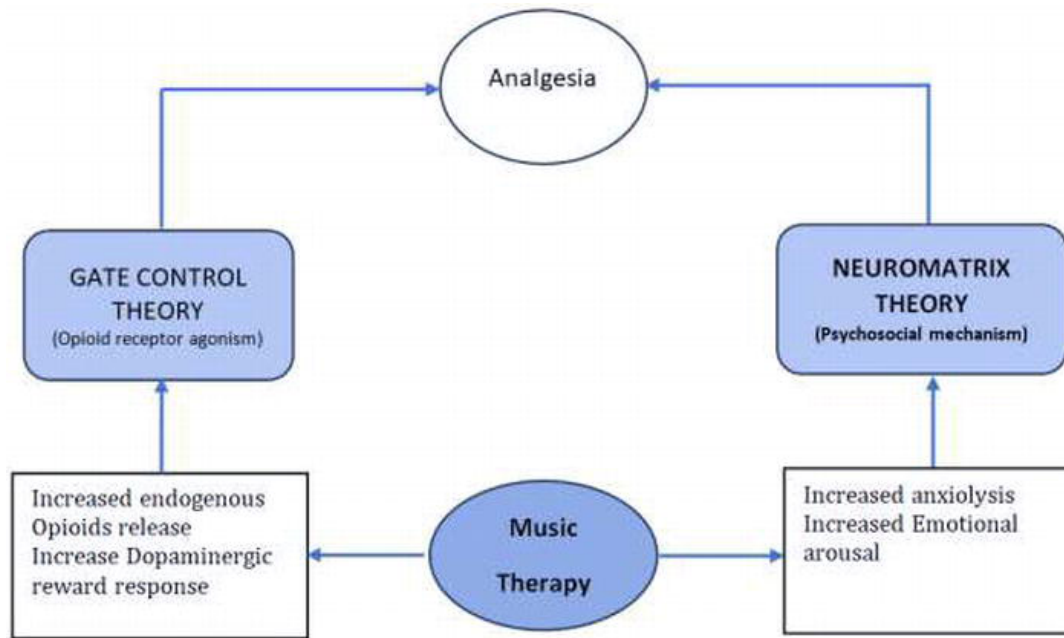 Analgesia
GATE CONTROL
THEORY
(Opioid receptor agonism)
NEUROMATRIX
THEORY
(Psychosocial mechanism)
Increased endogenous
Opioids release
Increase Dopaminergic
reward response
Music
Therapy
Increased anxiolysis
Increased Emotional
arousal